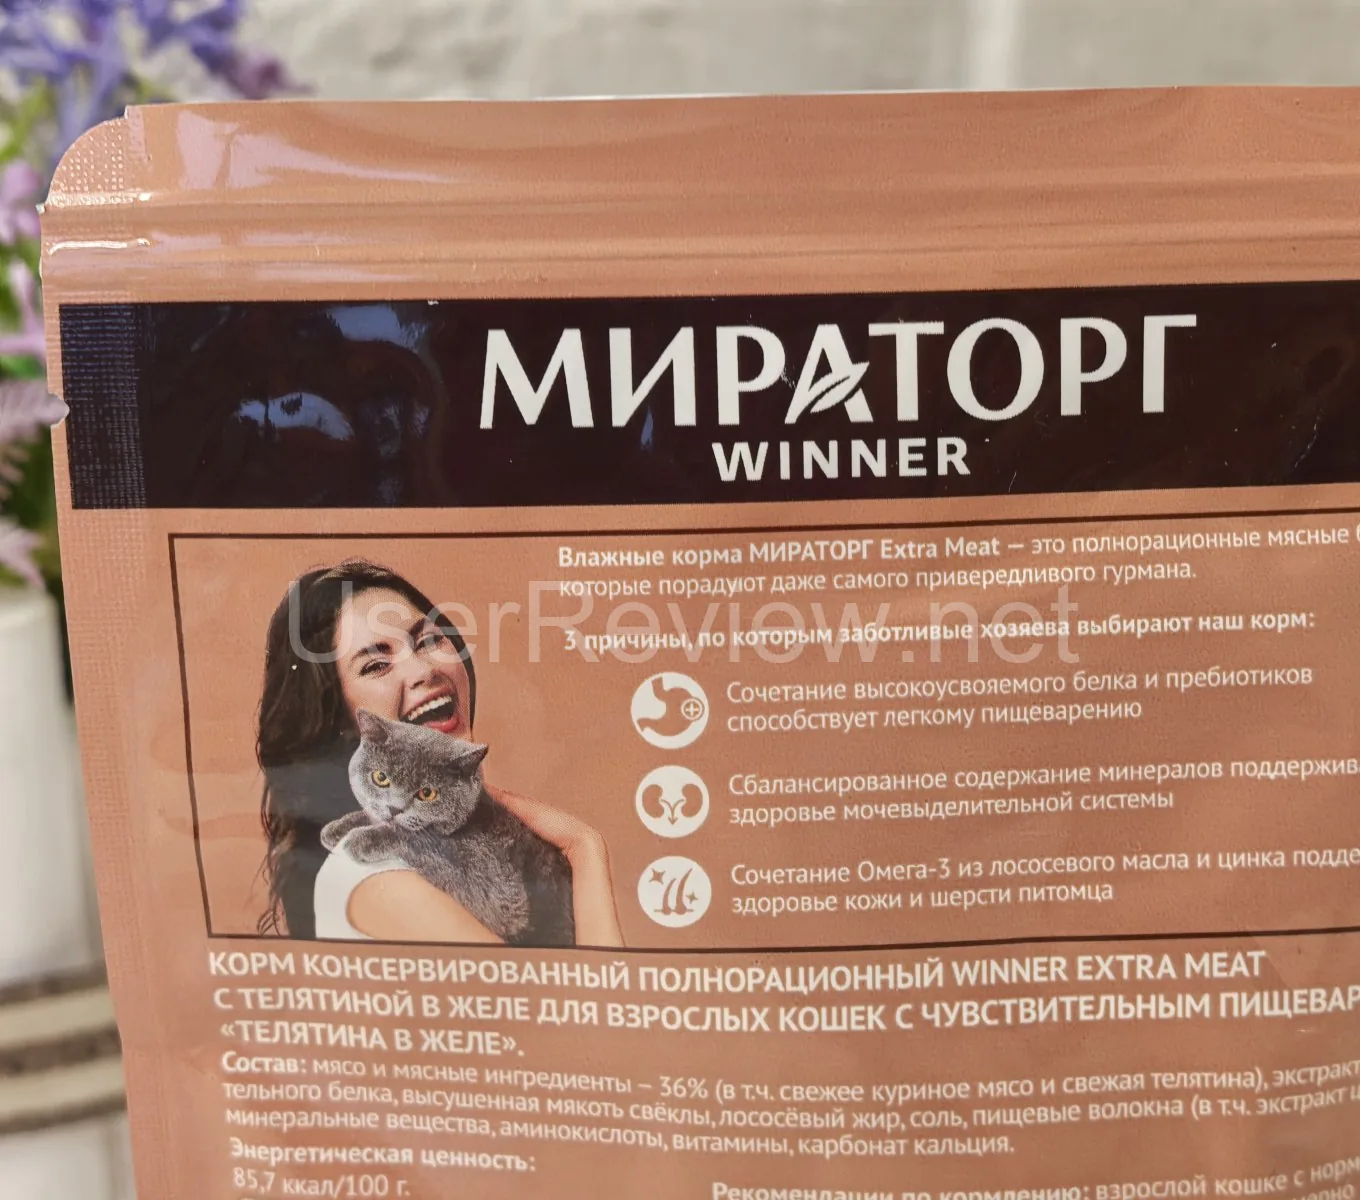 МИРАТОРГ
WINNER
Влажные корма МИРАТОРГ Extra Meat — это полнорационные мясные
которые порадуют даже самого привередливого гурмана.
3 причины, по которым заботливые хозяева выбирают наш корм:
Сочетание высокоусвояемого белка и пребиотиков
способствует легкому пищеварению
Сбалансированное содержание минералов поддержив
здоровье мочевыделительной системы
Сочетание Омега-3 из лососевого масла и цинка подде
здоровье кожи и шерсти питомца
КОРМ КОНСЕРВИРОВАННЫЙ ПОЛНОРАЦИОННЫЙ WINNER EXTRA MEAT
С ТЕЛЯТИНОЙ В ЖЕЛЕ ДЛЯ ВЗРОСЛЫХ КОШЕК С ЧУВСТВИТЕЛЬНЫМ ПИЩЕВАР
«ТЕЛЯТИНА В ЖЕЛЕ».
Состав: мясо и мясные ингредиенты – 36% (в т.ч. свежее куриное мясо и свежая телятина), экстракт
тельного белка, высушенная мякоть свёклы, лососёвый жир, соль, пищевые волокна (в т.ч. экстракт
минеральные вещества, аминокислоты, витамины, карбонат кальция.
Энергетическая ценность:
85,7 ккал/100 г.
Рекомендации по кормлению: взрослой кошке с норм
UserReview.net